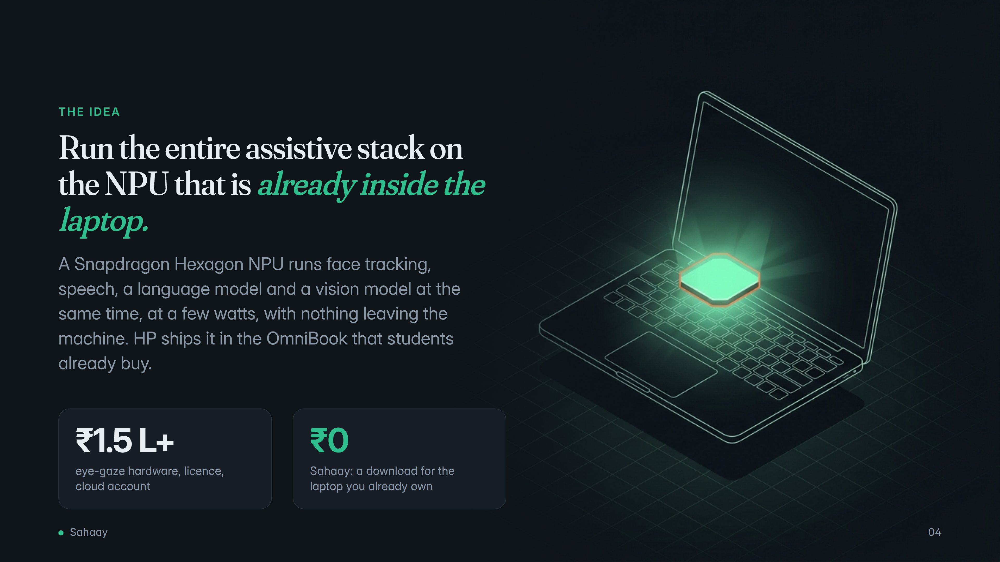 THE IDEA
Run the entire assistive stack on
the NPU that is already inside the
laptop.
A Snapdragon Hexagon NPU runs face tracking,
speech, a language model and a vision model at the
same time, at a few watts, with nothing leaving the
machine. HP ships it in the OmniBook that students
already buy.
₹1.5 L+
eye-gaze hardware, licence,
cloud account
₹0
Sahaay: a download for the
laptop you already own
Sahaay
04